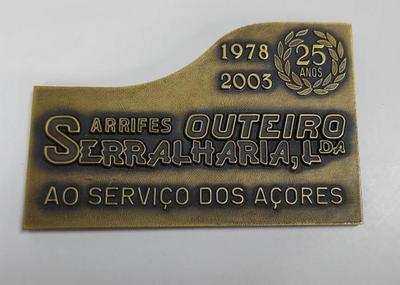 1978
2003
25
ANOS
ARRIFES OUTEIRO
SERRALHARIA, LDA
AO SERVIÇO DOS AÇORES